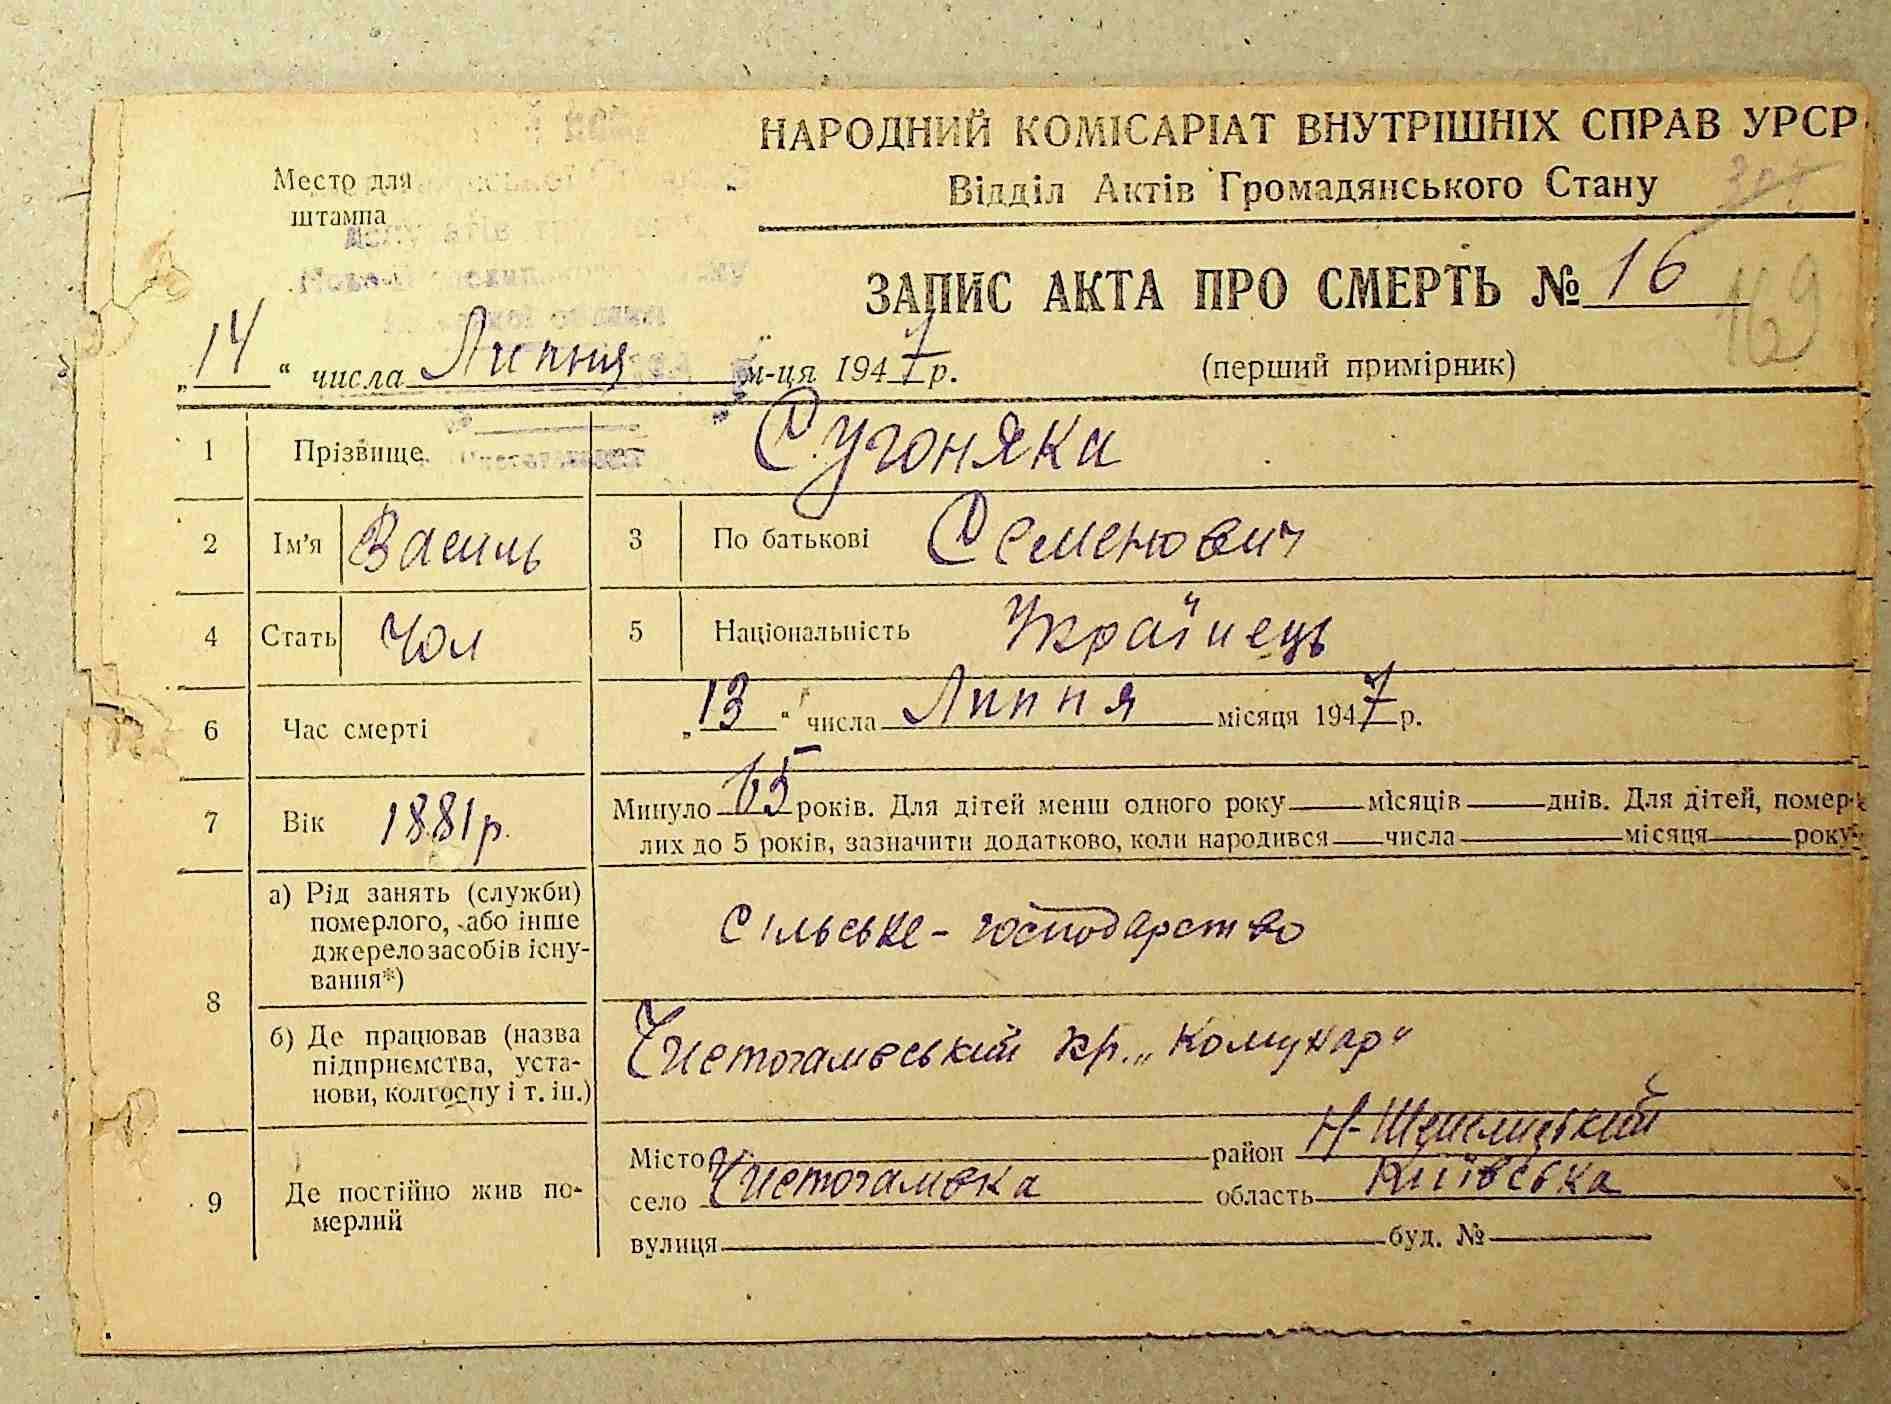 НАРОДНИЙ КОМІСАРІАТ ВНУТРІШНІХ СПРАВ УРСР
Место для
штампа
Відділ Актів Громадянського Стану
ЗАПИС АКТА ПРО СМЕРТЬ № 16
169
„14“ числа Липня м-ця 1947 р.
(перший примірник)
1 Прізвище Сугоняка
2 Ім'я Василь 3 По батькові Семенович
4 Стать Чол 5 Національність Українець
6 Час смерті „13“ числа Липня місяця 1947 р.
7 Вік 1881 р. Минуло 65 років. Для дітей менш одного року місяців днів. Для дітей, помер-
лих до 5 років, зазначити додатково, коли народився числа місяця року
8
а) Рід занять (служби)
померлого, або інше
джерело засобів існу-
вання*)
Сільське-господарство
б) Де працював (назва
підприємства, уста-
нови, колгоспу і т. ін.)
Чистогамвський кр. „Комунар“
9 Де постійно жив по-
мерлий
Місто район Н-Шепелицький
село Чистогамвка область Київська
вулиця буд. №